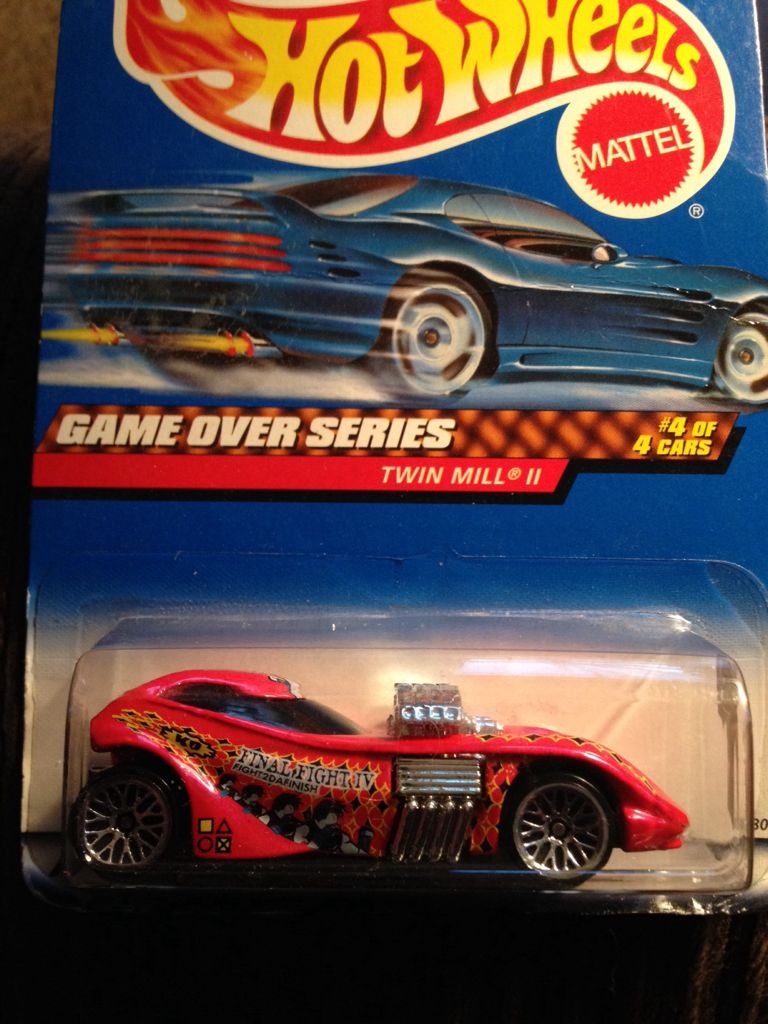 Hot Wheels
MATTEL
®
GAME OVER SERIES
#4 OF
4 CARS
TWIN MILL® II
KO
FINAL FIGHT IV
FIGHT2DAFINISH